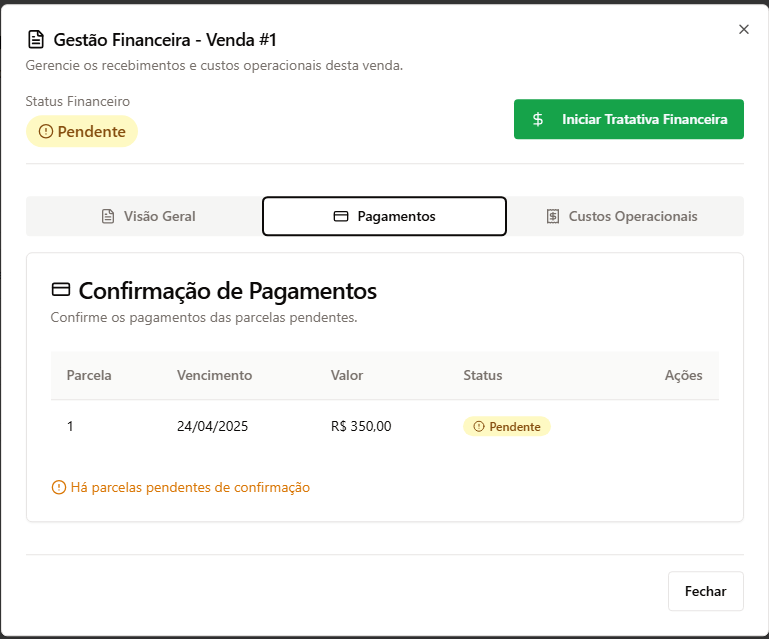 Gestão Financeira - Venda #1
Gerencie os recebimentos e custos operacionais desta venda.
Status Financeiro
Pendente
$ Iniciar Tratativa Financeira
Visão Geral
Pagamentos
Custos Operacionais
Confirmação de Pagamentos
Confirme os pagamentos das parcelas pendentes.
Parcela Vencimento Valor Status Ações
1 24/04/2025 R$ 350,00 Pendente
Há parcelas pendentes de confirmação
Fechar